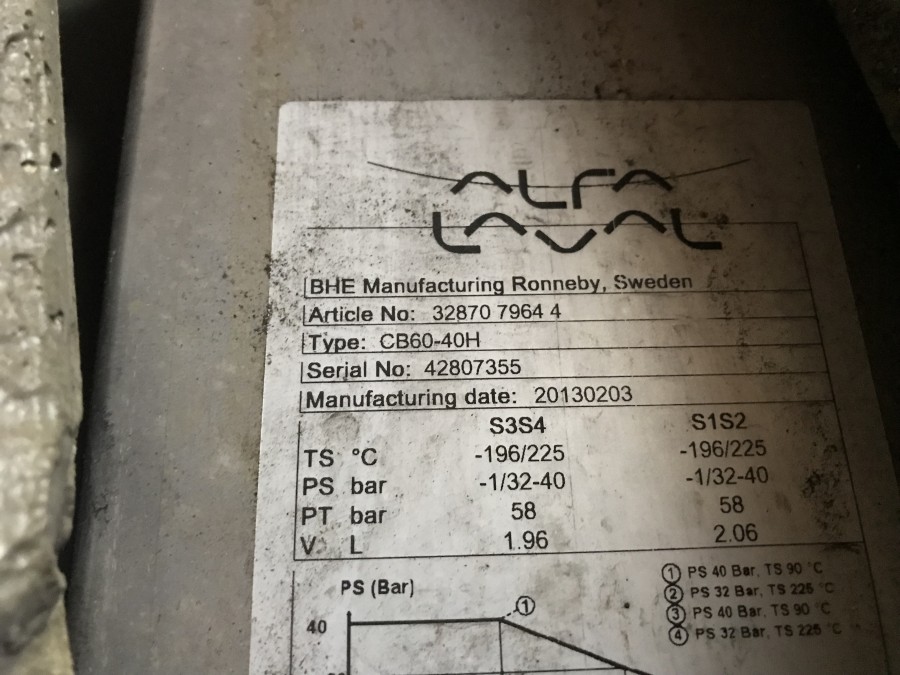 ALFA
LAVAL
BHE Manufacturing Ronneby, Sweden
Article No: 32870 7964 4
Type: CB60-40H
Serial No: 42807355
Manufacturing date: 20130203
S3S4 S1S2
TS °C -196/225 -196/225
PS bar -1/32-40 -1/32-40
PT bar 58 58
V L 1.96 2.06
① PS 40 Bar, TS 90 °C
② PS 32 Bar, TS 225 °C
③ PS 40 Bar, TS 90 °C
④ PS 32 Bar, TS 225 °C
PS (Bar)
①
40